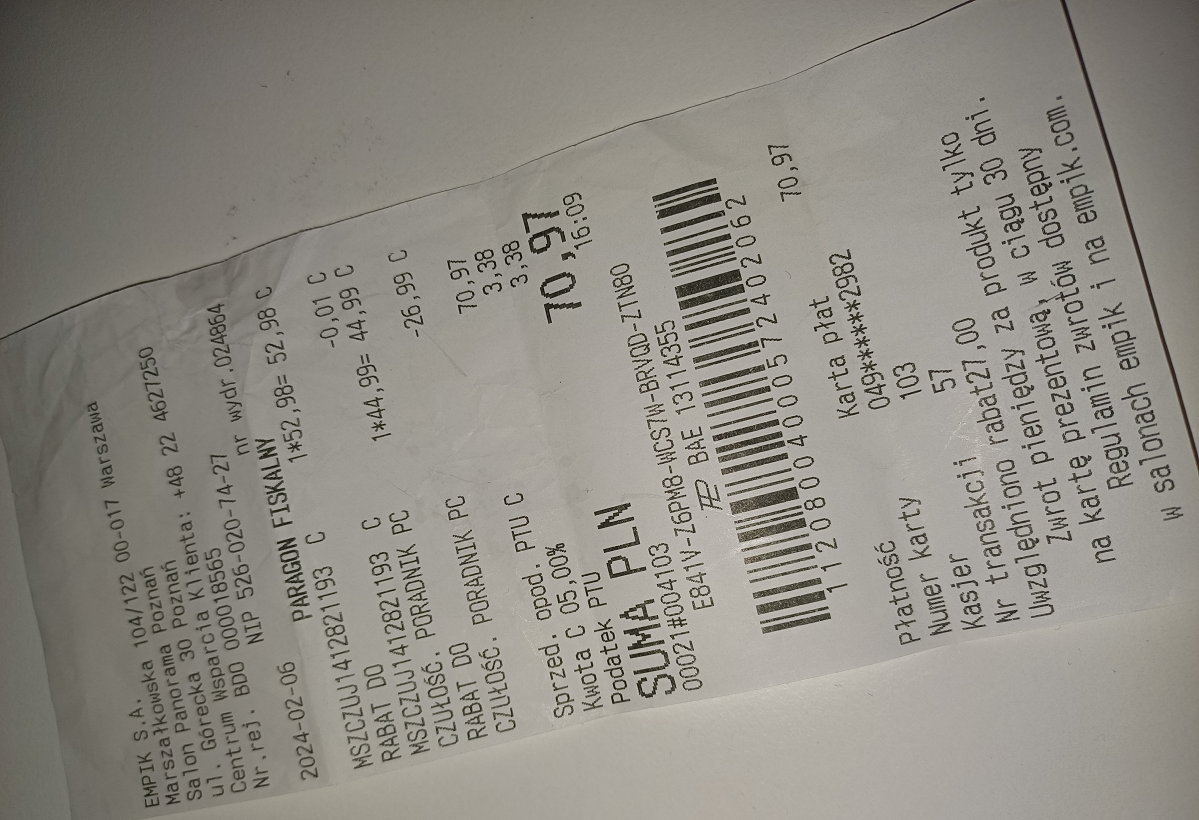 EMPIK S.A.
Marszałkowska 104/122 00-017 Warszawa
Salon Panorama Poznań
ul. Górecka 30 Poznań
Centrum Wsparcia Klienta: +48 22 4627250
Nr.rej. BDO 000018565
NIP 526-020-74-27
2024-02-06 nr wydr.024864
PARAGON FISKALNY
MSZCZUJ1412821193 C 1*52,98= 52,98 C
RABAT DO
MSZCZUJ1412821193 C -0,01 C
CZUŁOŚĆ. PORADNIK PC 1*44,99= 44,99 C
RABAT DO
CZUŁOŚĆ. PORADNIK PC -26,99 C
Sprzed. opod. PTU C 70,97
Kwota C 05,00% 3,38
Podatek PTU 3,38
SUMA PLN 70,97
00021#004103 16:09
E841V-Z6PM8-WCS7W-BRVQD-Z7N80
BAE 13114355
11208004000572402062
Płatność Karta płat 70,97
Numer karty 049******2982
Kasjer 103
Nr transakcji 57
Uwzględniono rabat27,00
Zwrot pieniędzy za produkt tylko
na kartę prezentową, w ciągu 30 dni.
Regulamin zwrotów dostępny
w salonach empik i na empik.com.